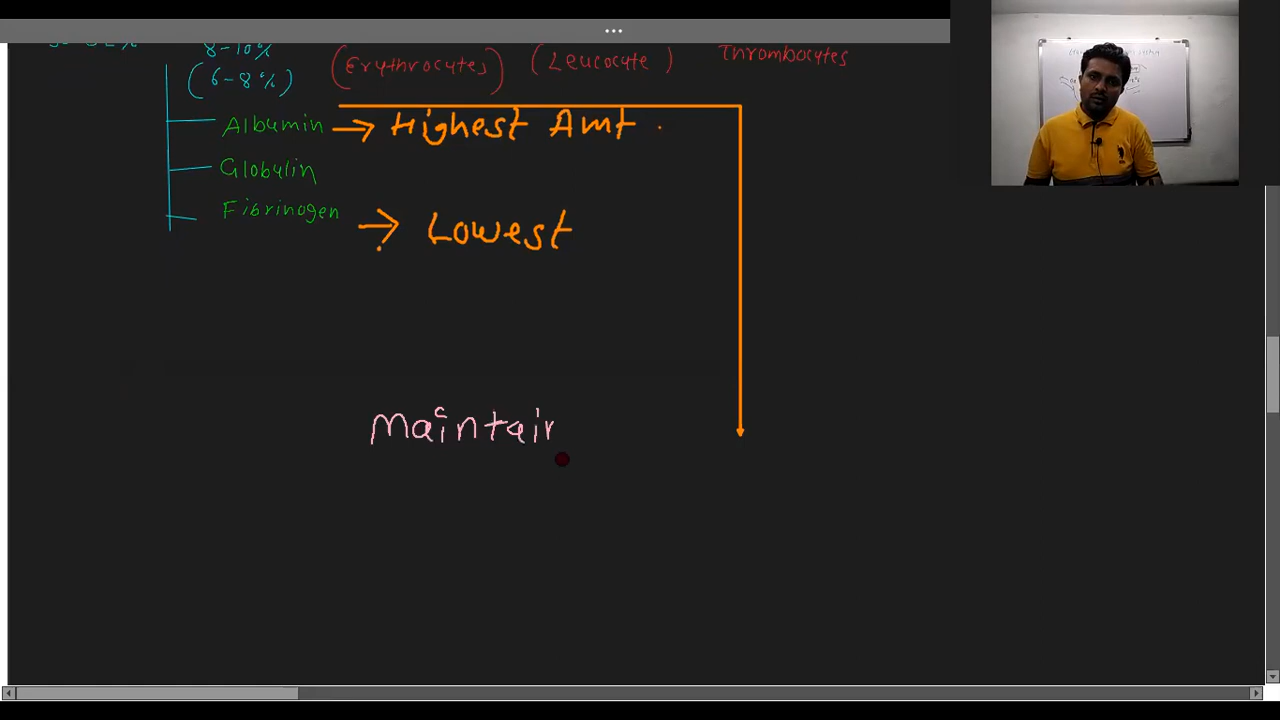 8-10%
(6-8%)
(Erythrocytes) (Leucocyte) Thrombocytes
Albumin → Highest Amt.
Globulin
Fibrinogen → Lowest
Maintair